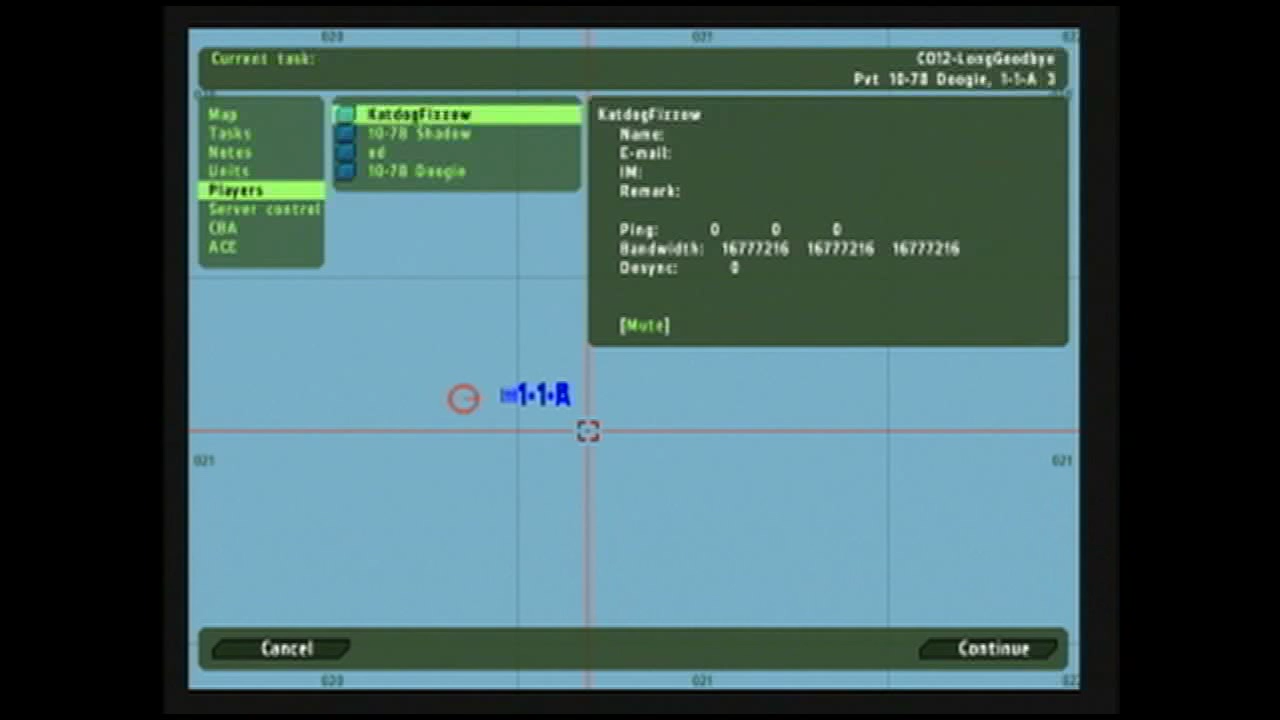 020 021 022
Current task:
CO12-LongGoodbye
Pvt 10-78 Doogie, 1-1-A 3
Map
Tasks
Notes
Units
Players
Server control
CBA
ACE
KatdogFizzow
10-78 Shadow
ed
10-78 Doogie
KatdogFizzow
Name:
E-mail:
IM:
Remark:
Ping: 0 0 0
Bandwidth: 16777216 16777216 16777216
Desync: 0
[Mute]
1-1-A
021 021
Cancel
Continue
020 021 022